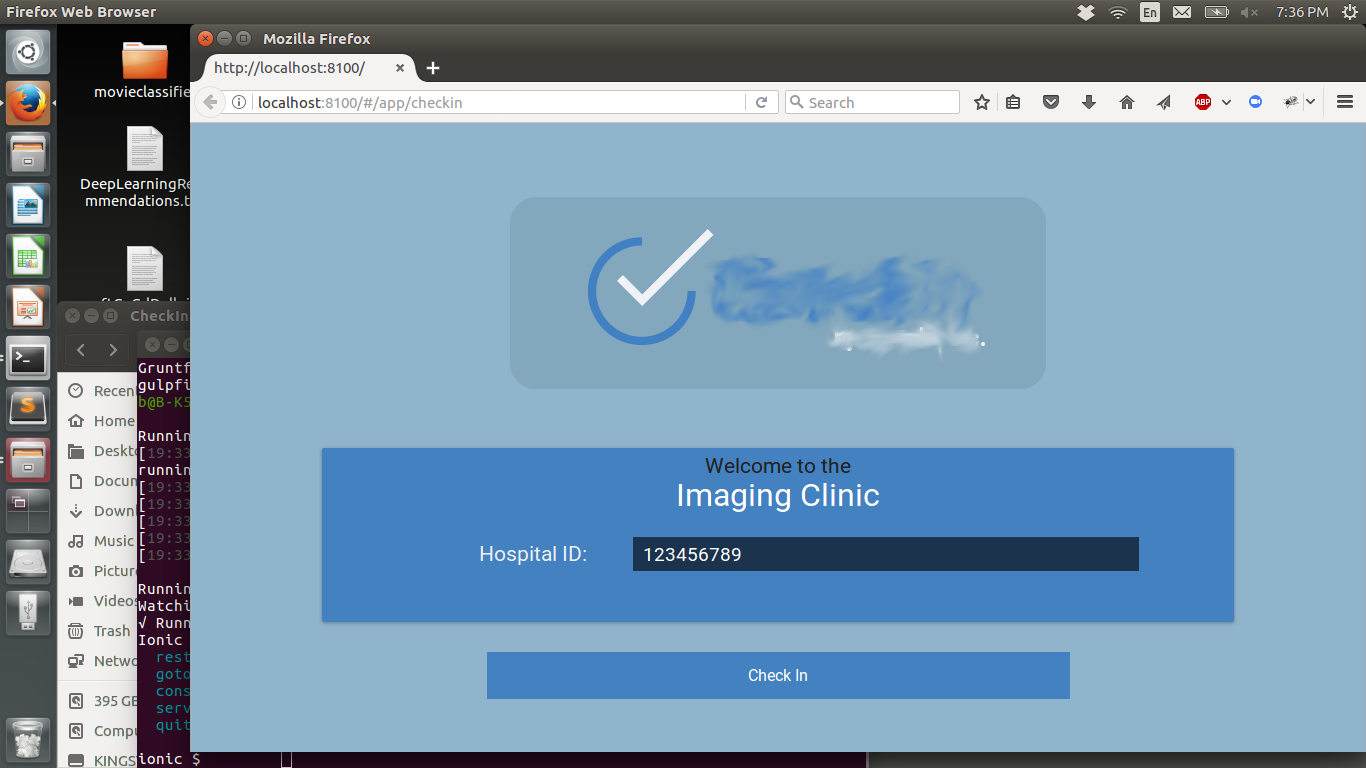 Firefox Web Browser
En
7:36 PM
Mozilla Firefox
http://localhost:8100/
localhost:8100/#/app/checkin
Search
ABP
movieclassifie
DeepLearningRe
mmendations.t
CheckIn
Recen
Home
Deskto
Docum
Downl
Music
Picture
Videos
Trash
Netwo
395 GB
Compu
KINGS
Gruntf
gulpfi
b@B-K5
Runnin
[19:33
runnin
[19:33
[19:33
[19:33
[19:33
[19:33
Runnin
Watchi
√ Runn
Ionic
rest
goto
cons
serv
quit
ionic $
Welcome to the
Imaging Clinic
Hospital ID:
123456789
Check In